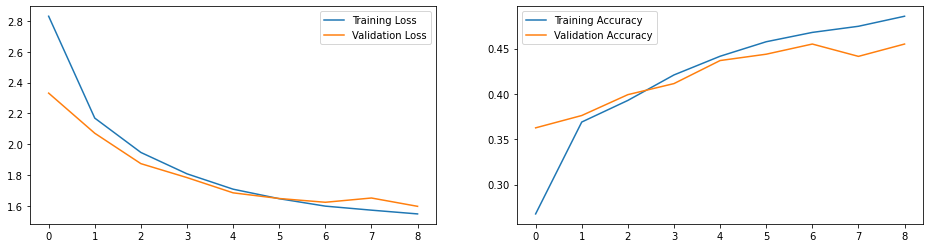 2.8
2.6
2.4
2.2
2.0
1.8
1.6
0 1 2 3 4 5 6 7 8
Training Loss
Validation Loss
0.45
0.40
0.35
0.30
0 1 2 3 4 5 6 7 8
Training Accuracy
Validation Accuracy